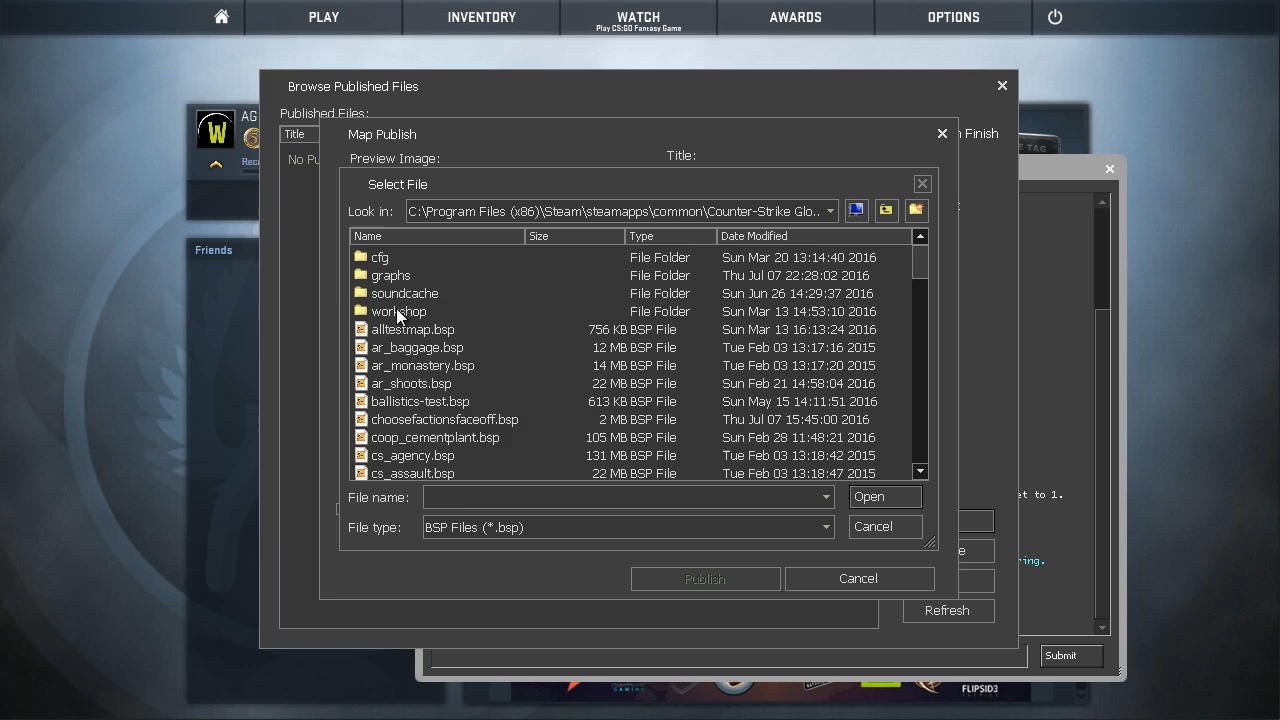 PLAY
INVENTORY
WATCH
Play CS:GO Fantasy Game
AWARDS
OPTIONS
Browse Published Files
Published Files:
AG
Title
Map Publish
n Finish
No Pu
Preview Image:
Title:
E TAG
Rec
Select File
Look in:
C:\Program Files (x86)\Steam\steamapps\common\Counter-Strike Glo..
Name Size Type Date Modified
Friends
cfg File Folder Sun Mar 20 13:14:40 2016
graphs File Folder Thu Jul 07 22:28:02 2016
soundcache File Folder Sun Jun 26 14:29:37 2016
workshop File Folder Sun Mar 13 14:53:10 2016
alltestmap.bsp 756 KB BSP File Sun Mar 13 16:13:24 2016
ar_baggage.bsp 12 MB BSP File Tue Feb 03 13:17:16 2015
ar_monastery.bsp 14 MB BSP File Tue Feb 03 13:17:20 2015
ar_shoots.bsp 22 MB BSP File Sun Feb 21 14:58:04 2016
ballistics-test.bsp 613 KB BSP File Sun May 15 14:11:51 2016
choosefactionsfaceoff.bsp 2 MB BSP File Thu Jul 07 15:45:00 2016
coop_cementplant.bsp 105 MB BSP File Sun Feb 28 11:48:21 2016
cs_agency.bsp 131 MB BSP File Tue Feb 03 13:18:42 2015
cs_assault.bsp 22 MB BSP File Tue Feb 03 13:18:47 2015
File name:
Open
et to 1.
File type:
BSP Files (*.bsp)
Cancel
e
ring.
Publish
Cancel
Refresh
Submit
GAMING
FLIPSID3